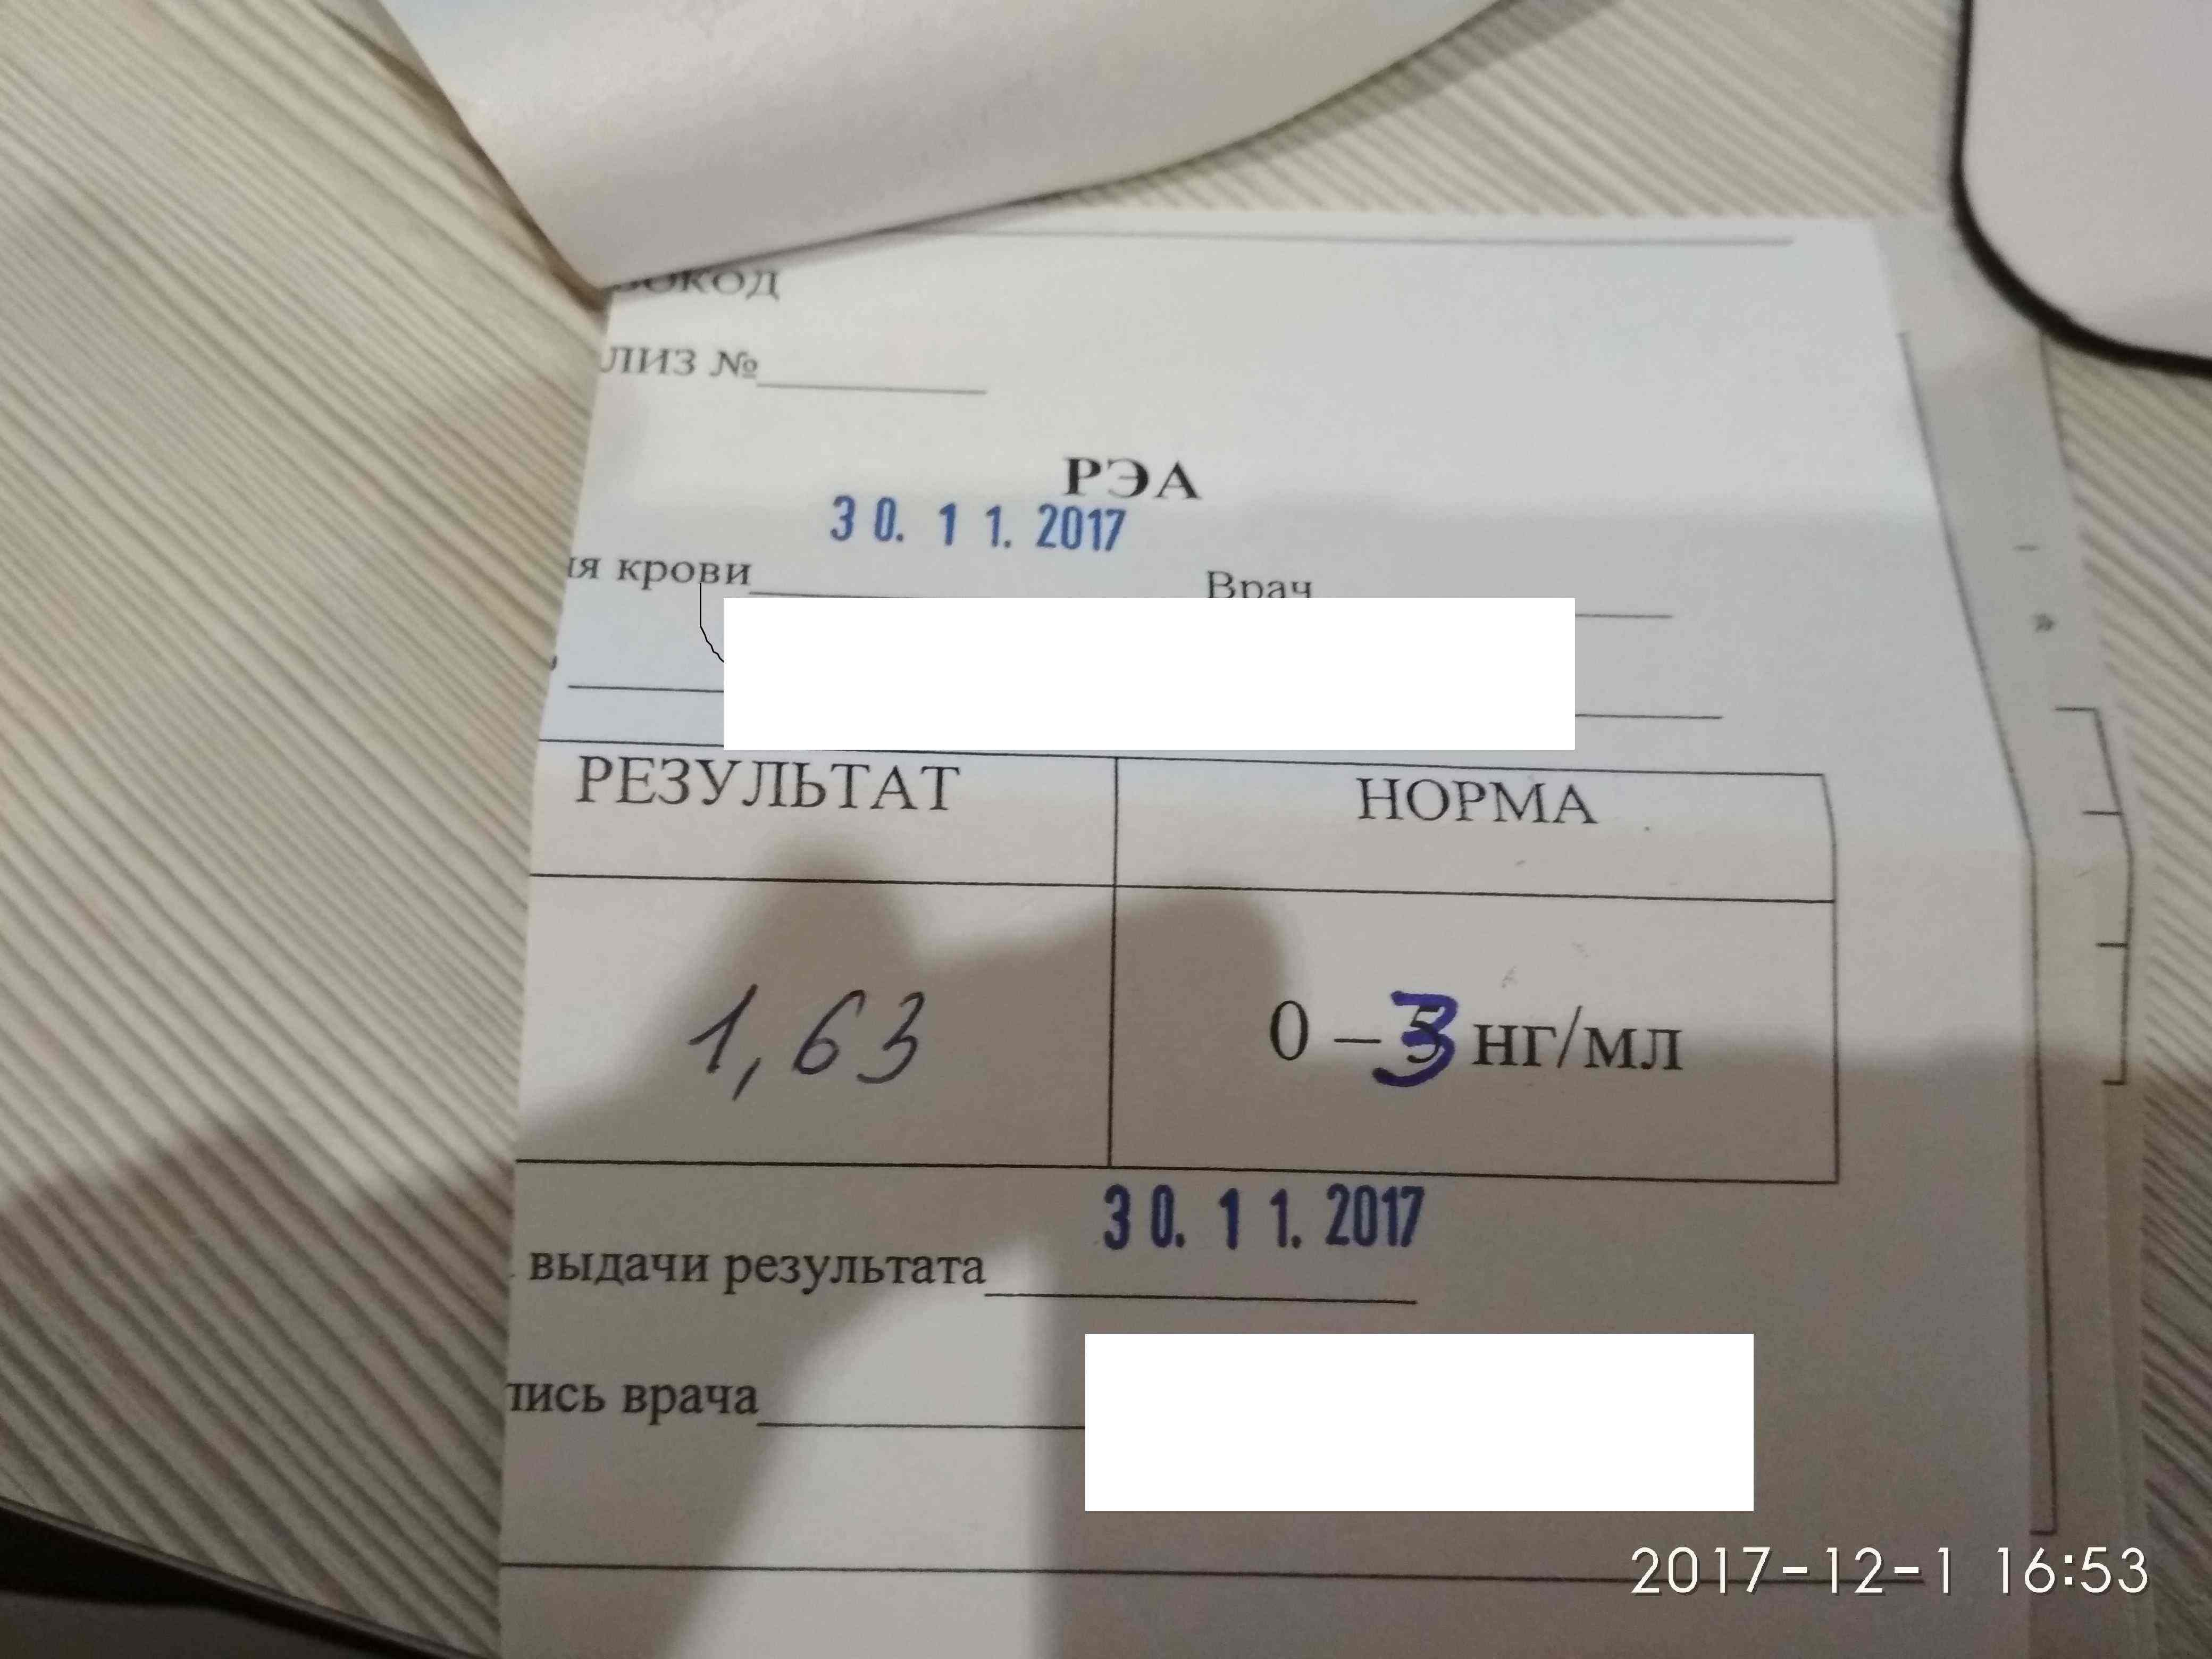 ЛИЗ №
РЭА
30.11.2017
ия крови Врач
РЕЗУЛЬТАТ НОРМА
1,63 0 – 3 нг/мл
30.11.2017
выдачи результата
пись врача
2017-12-1 16:53